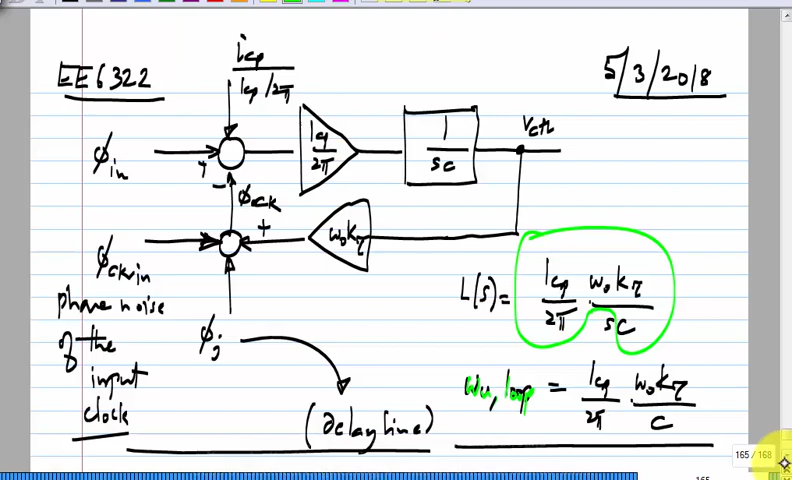 EE6322
5/3/2018
icp
Icp/2π
ϕin
+
-
Icp
2π
1
sC
Vctrl
ϕck
+
ω0kτ
ϕckin
phase noise
of the
input
clock
ϕj
(delay line)
L(s) = Icp/2π · ω0kτ/sC
ωu, loop = Icp/2π · ω0kτ/C
165 / 168